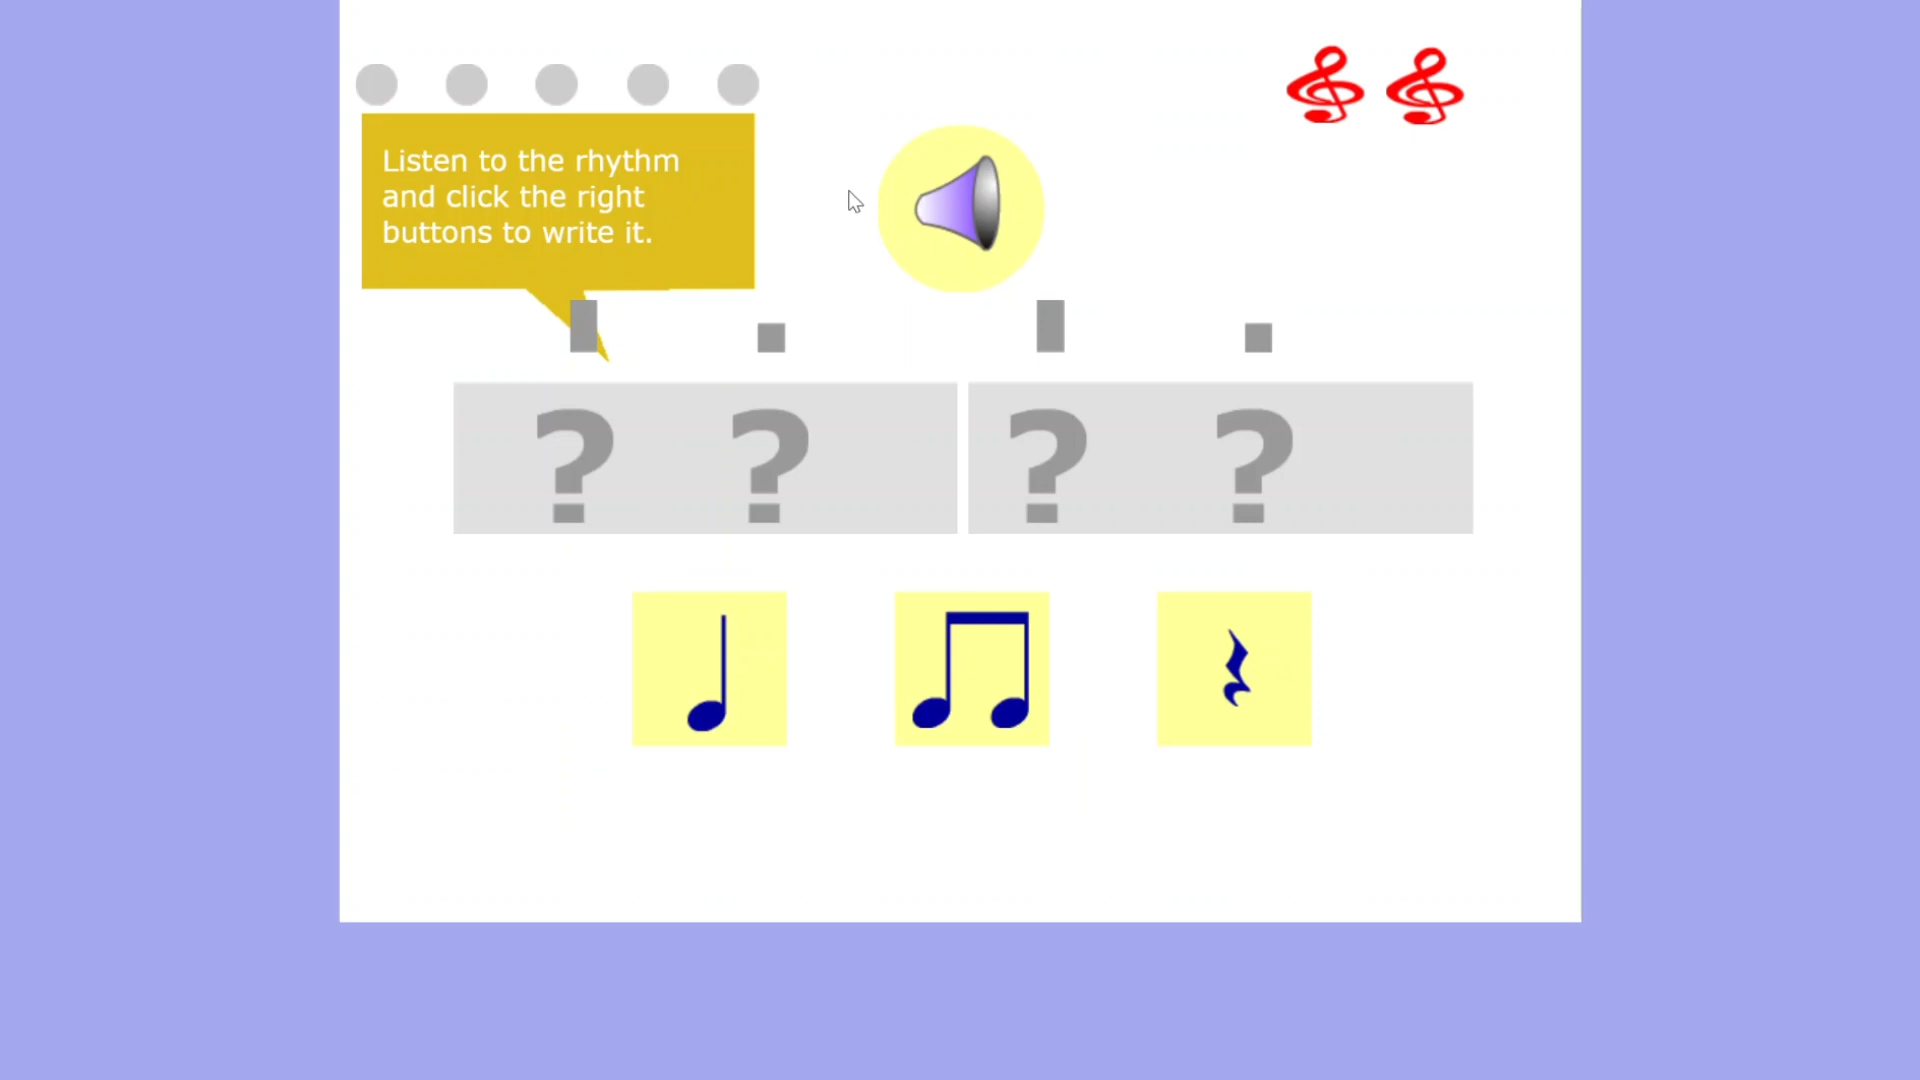 Listen to the rhythm
and click the right
buttons to write it.
? ? ? ?